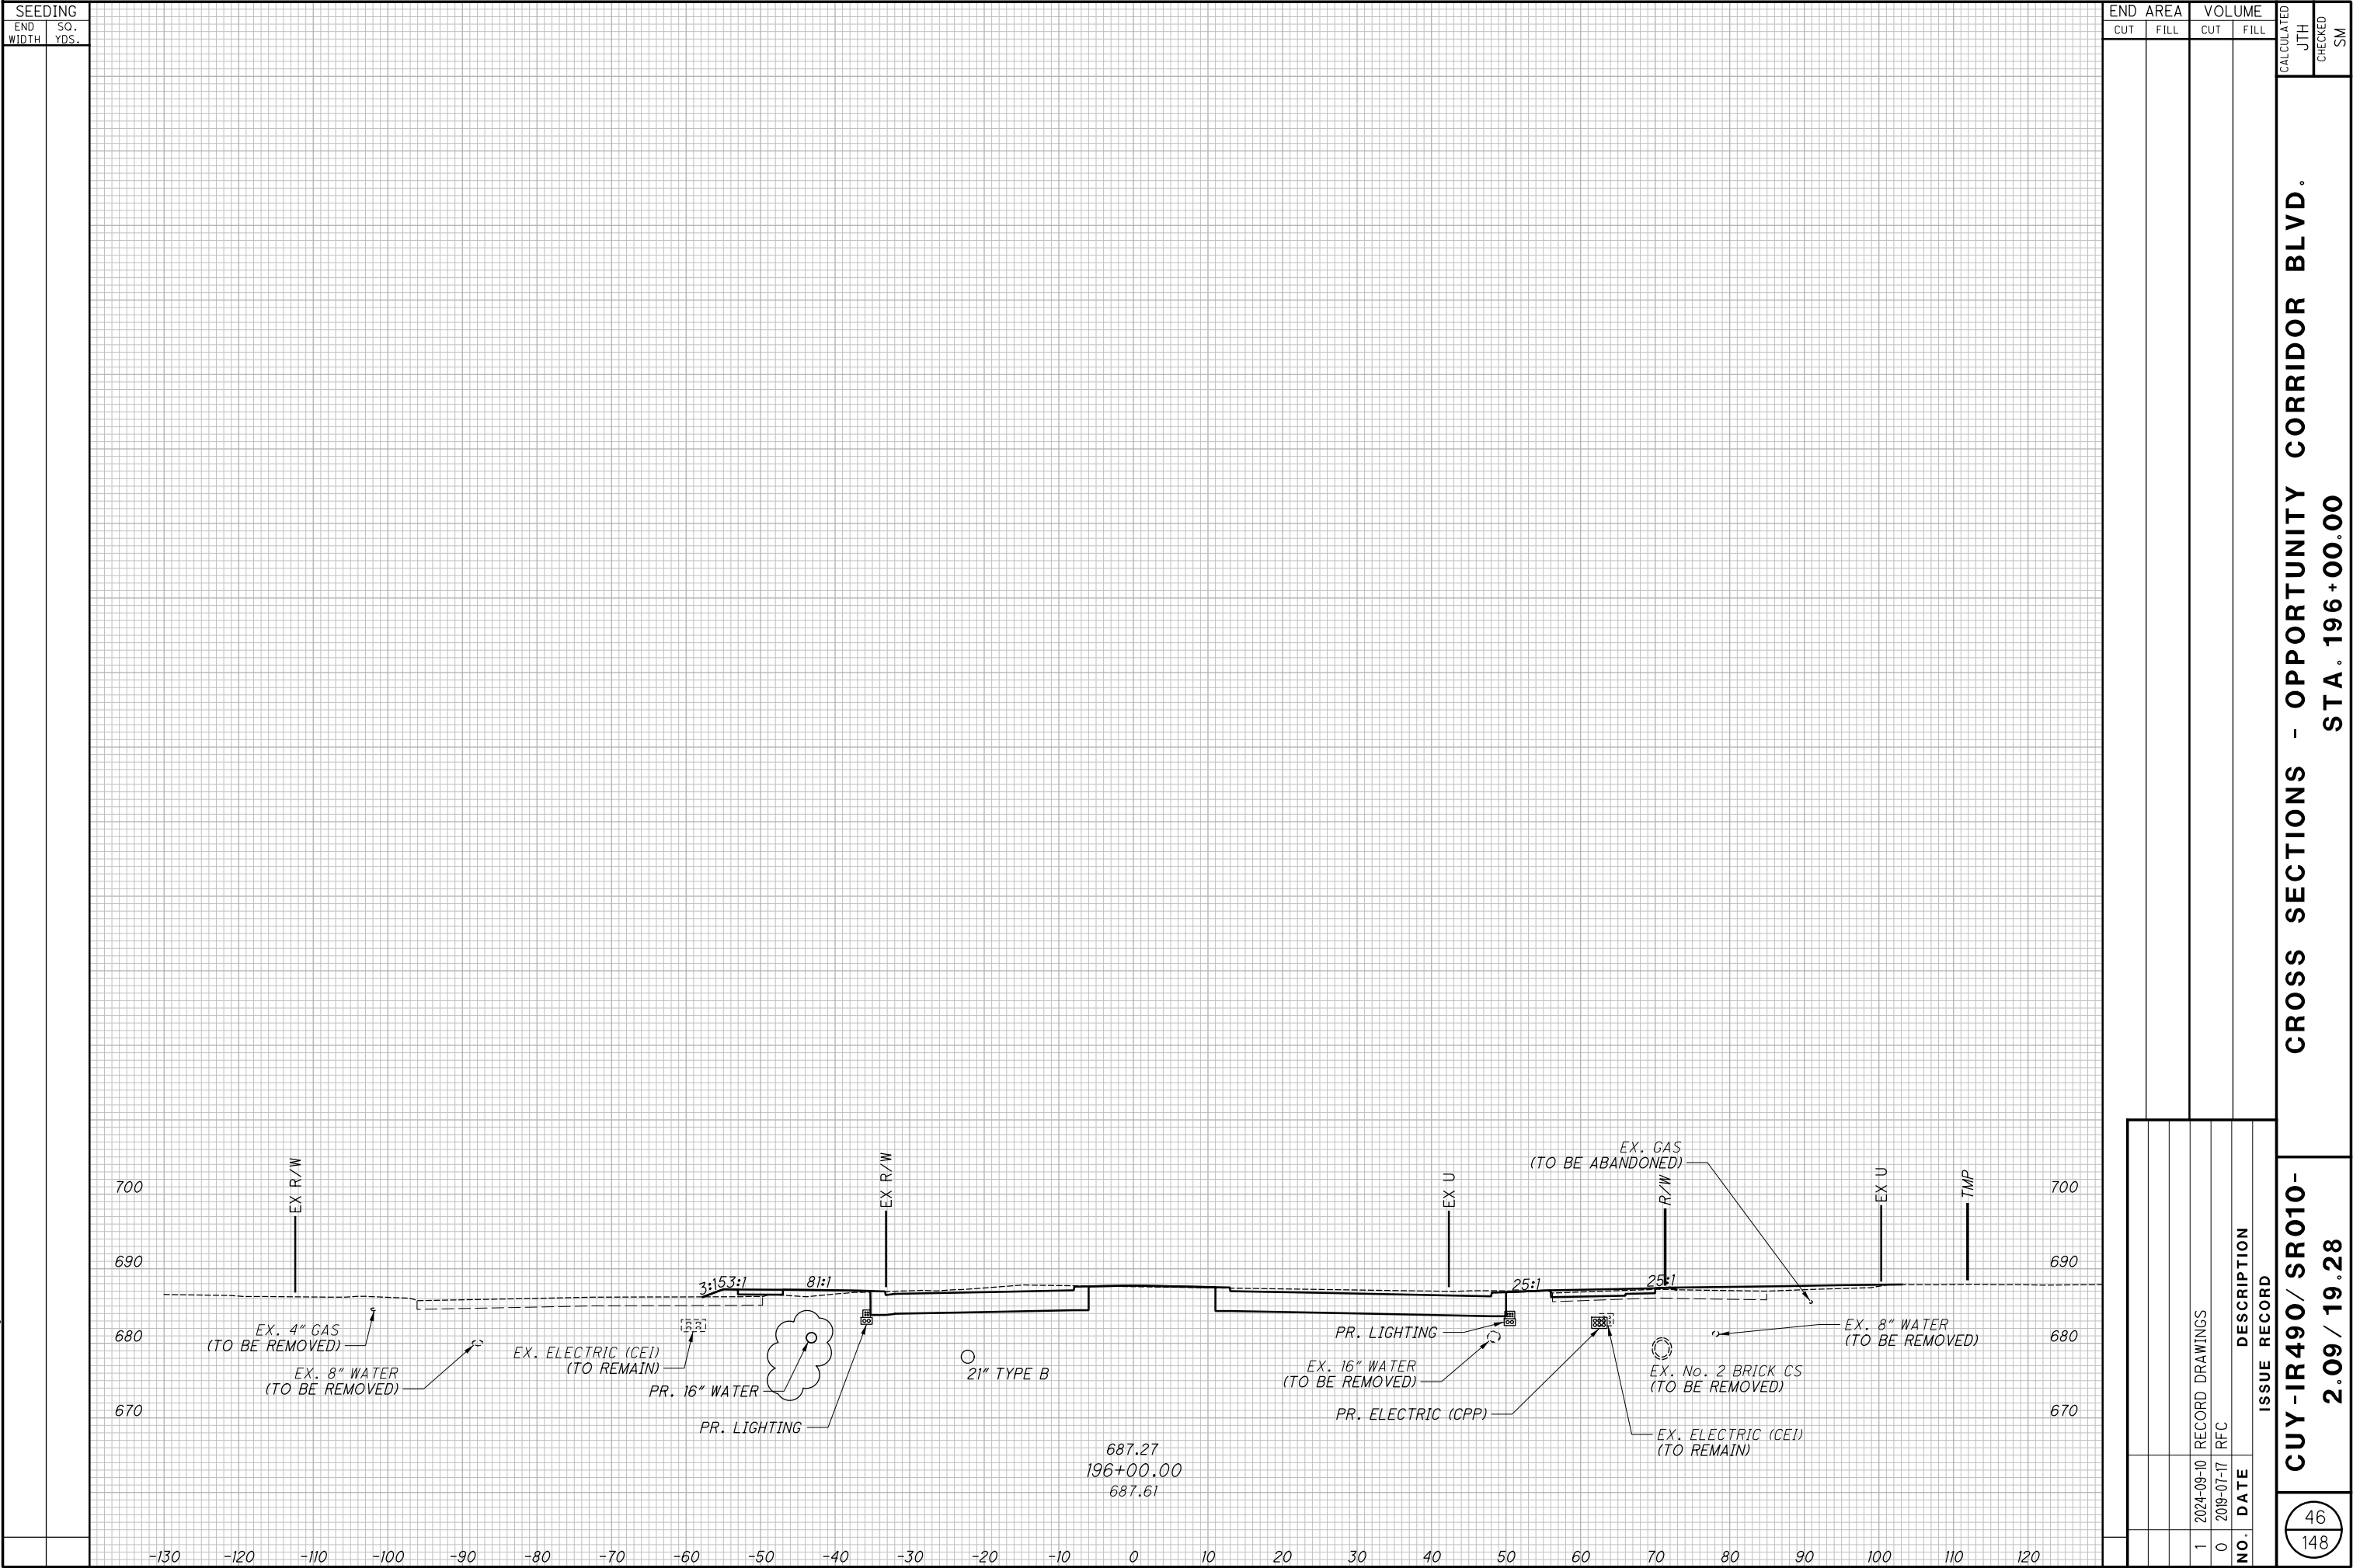 SEEDING
END WIDTH
SQ. YDS.
END AREA
VOLUME
CUT
FILL
CUT
FILL
CALCULATED
JTH
CHECKED
SM
CROSS SECTIONS - OPPORTUNITY CORRIDOR BLVD.
STA. 196+00.00
EX. GAS
(TO BE ABANDONED)
EX R/W
EX R/W
EX U
R/W
EX U
TMP
700
700
690
690
3:1
53:1
81:1
25:1
25:1
680
680
EX. 4" GAS
(TO BE REMOVED)
EX. 8" WATER
(TO BE REMOVED)
EX. ELECTRIC (CEI)
(TO REMAIN)
PR. 16" WATER
PR. LIGHTING
21" TYPE B
PR. LIGHTING
EX. 16" WATER
(TO BE REMOVED)
PR. ELECTRIC (CPP)
EX. 8" WATER
(TO BE REMOVED)
EX. No. 2 BRICK CS
(TO BE REMOVED)
EX. ELECTRIC (CEI)
(TO REMAIN)
670
670
687.27
196+00.00
687.61
-130 -120 -110 -100 -90 -80 -70 -60 -50 -40 -30 -20 -10 0 10 20 30 40 50 60 70 80 90 100 110 120
1 2024-09-10 RECORD DRAWINGS
0 2019-07-17 RFC
NO. DATE DESCRIPTION
ISSUE RECORD
CUY-IR490/SR010-
2.09/19.28
46
148